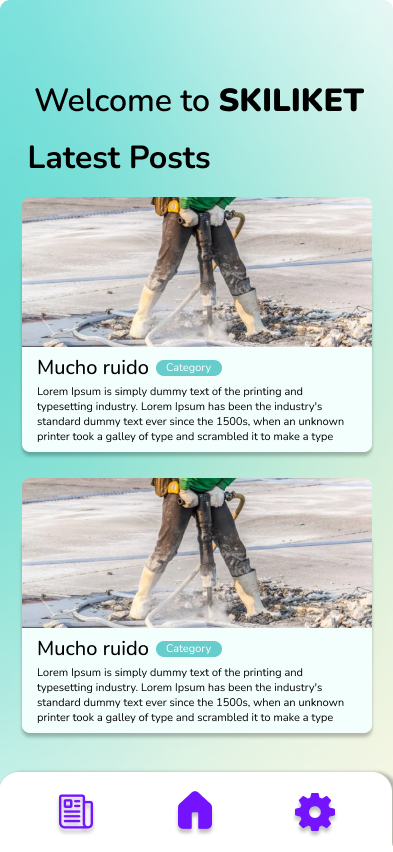 Welcome to SKILIKET
Latest Posts
Mucho ruido Category
Lorem Ipsum is simply dummy text of the printing and
typesetting industry. Lorem Ipsum has been the industry's
standard dummy text ever since the 1500s, when an unknown
printer took a galley of type and scrambled it to make a type
Mucho ruido Category
Lorem Ipsum is simply dummy text of the printing and
typesetting industry. Lorem Ipsum has been the industry's
standard dummy text ever since the 1500s, when an unknown
printer took a galley of type and scrambled it to make a type